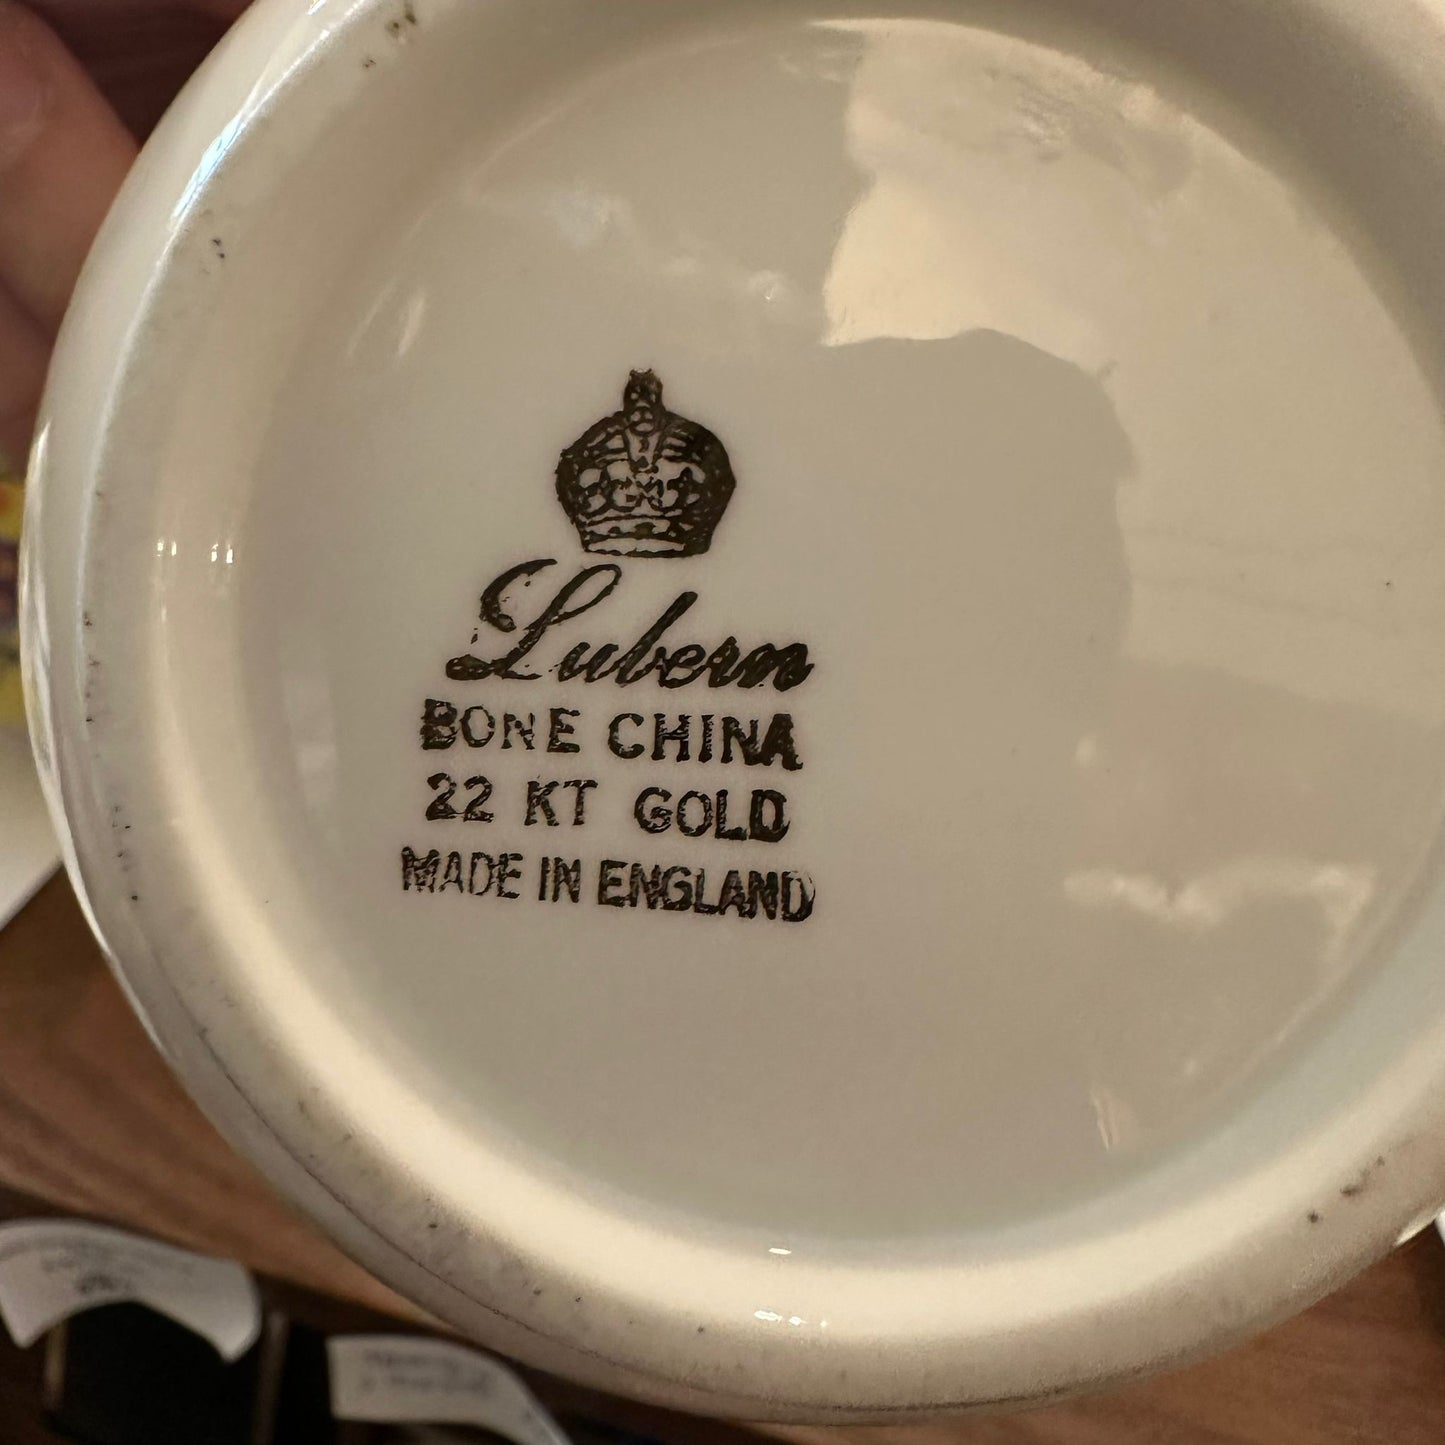 Lubern
BONE CHINA
22 KT GOLD
MADE IN ENGLAND